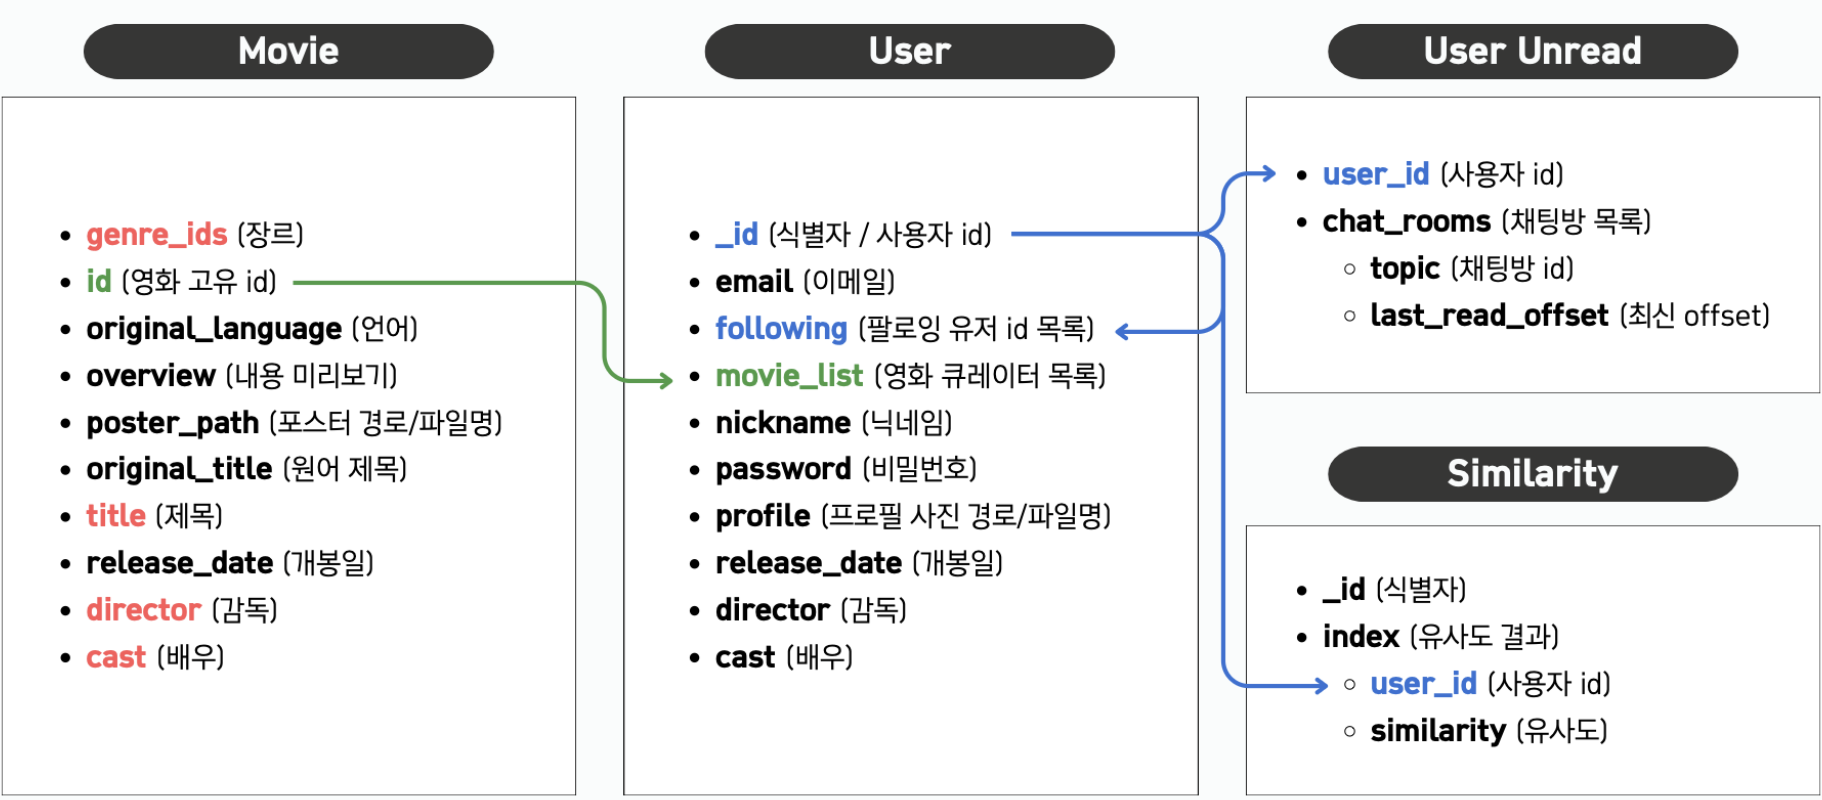 Movie
genre_ids (장르)
id (영화 고유 id)
original_language (언어)
overview (내용 미리보기)
poster_path (포스터 경로/파일명)
original_title (원어 제목)
title (제목)
release_date (개봉일)
director (감독)
cast (배우)
User
_id (식별자 / 사용자 id)
email (이메일)
following (팔로잉 유저 id 목록)
movie_list (영화 큐레이터 목록)
nickname (닉네임)
password (비밀번호)
profile (프로필 사진 경로/파일명)
release_date (개봉일)
director (감독)
cast (배우)
User Unread
user_id (사용자 id)
chat_rooms (채팅방 목록)
topic (채팅방 id)
last_read_offset (최신 offset)
Similarity
_id (식별자)
index (유사도 결과)
user_id (사용자 id)
similarity (유사도)